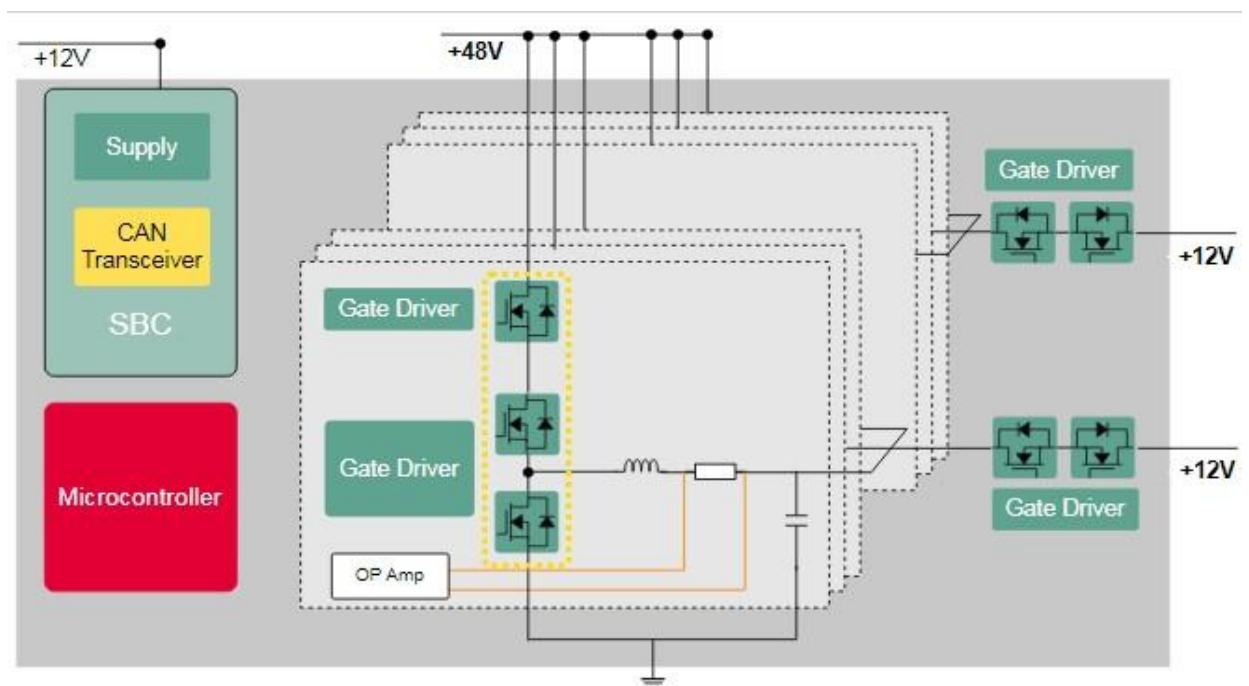 +12V
+48V
Supply
CAN
Transceiver
SBC
Microcontroller
Gate Driver
Gate Driver
OP Amp
Gate Driver
+12V
+12V
Gate Driver